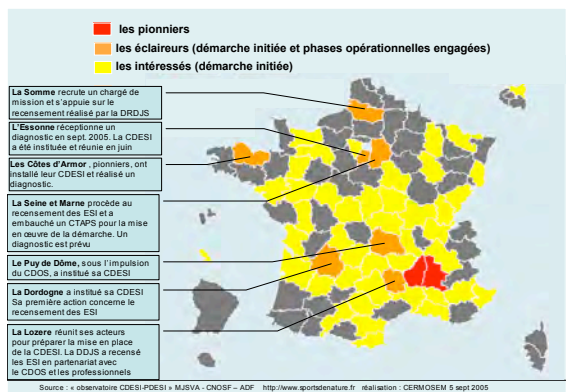 les pionniers
les éclaireurs (démarche initiée et phases opérationnelles engagées)
les intéressés (démarche initiée)
La Somme recrute un chargé de
mission et s'appuie sur le
recensement réalisé par la DRDJS
L'Essonne réceptionne un
diagnostic en sept. 2005. La CDESI
a été instituée et réunie en juin
Les Côtes d'Armor , pionniers, ont
installé leur CDESI et réalisé un
diagnostic.
La Seine et Marne procède au
recensement des ESI et a
embauché un CTAPS pour la mise
en œuvre de la démarche. Un
diagnostic est prévu
Le Puy de Dôme, sous l'impulsion
du CDOS, a institué sa CDESI
La Dordogne a institué sa CDESI
Sa première action concerne le
recensement des ESI
La Lozere réunit ses acteurs
pour préparer la mise en place
de la CDESI. La DDJS a recensé
les ESI en partenariat avec
le CDOS et les professionnels
Source : « observatoire CDESI-PDESI » MJSVA - CNOSF – ADF http://www.sportsdenature.fr réalisation : CERMOSEM 5 sept 2005